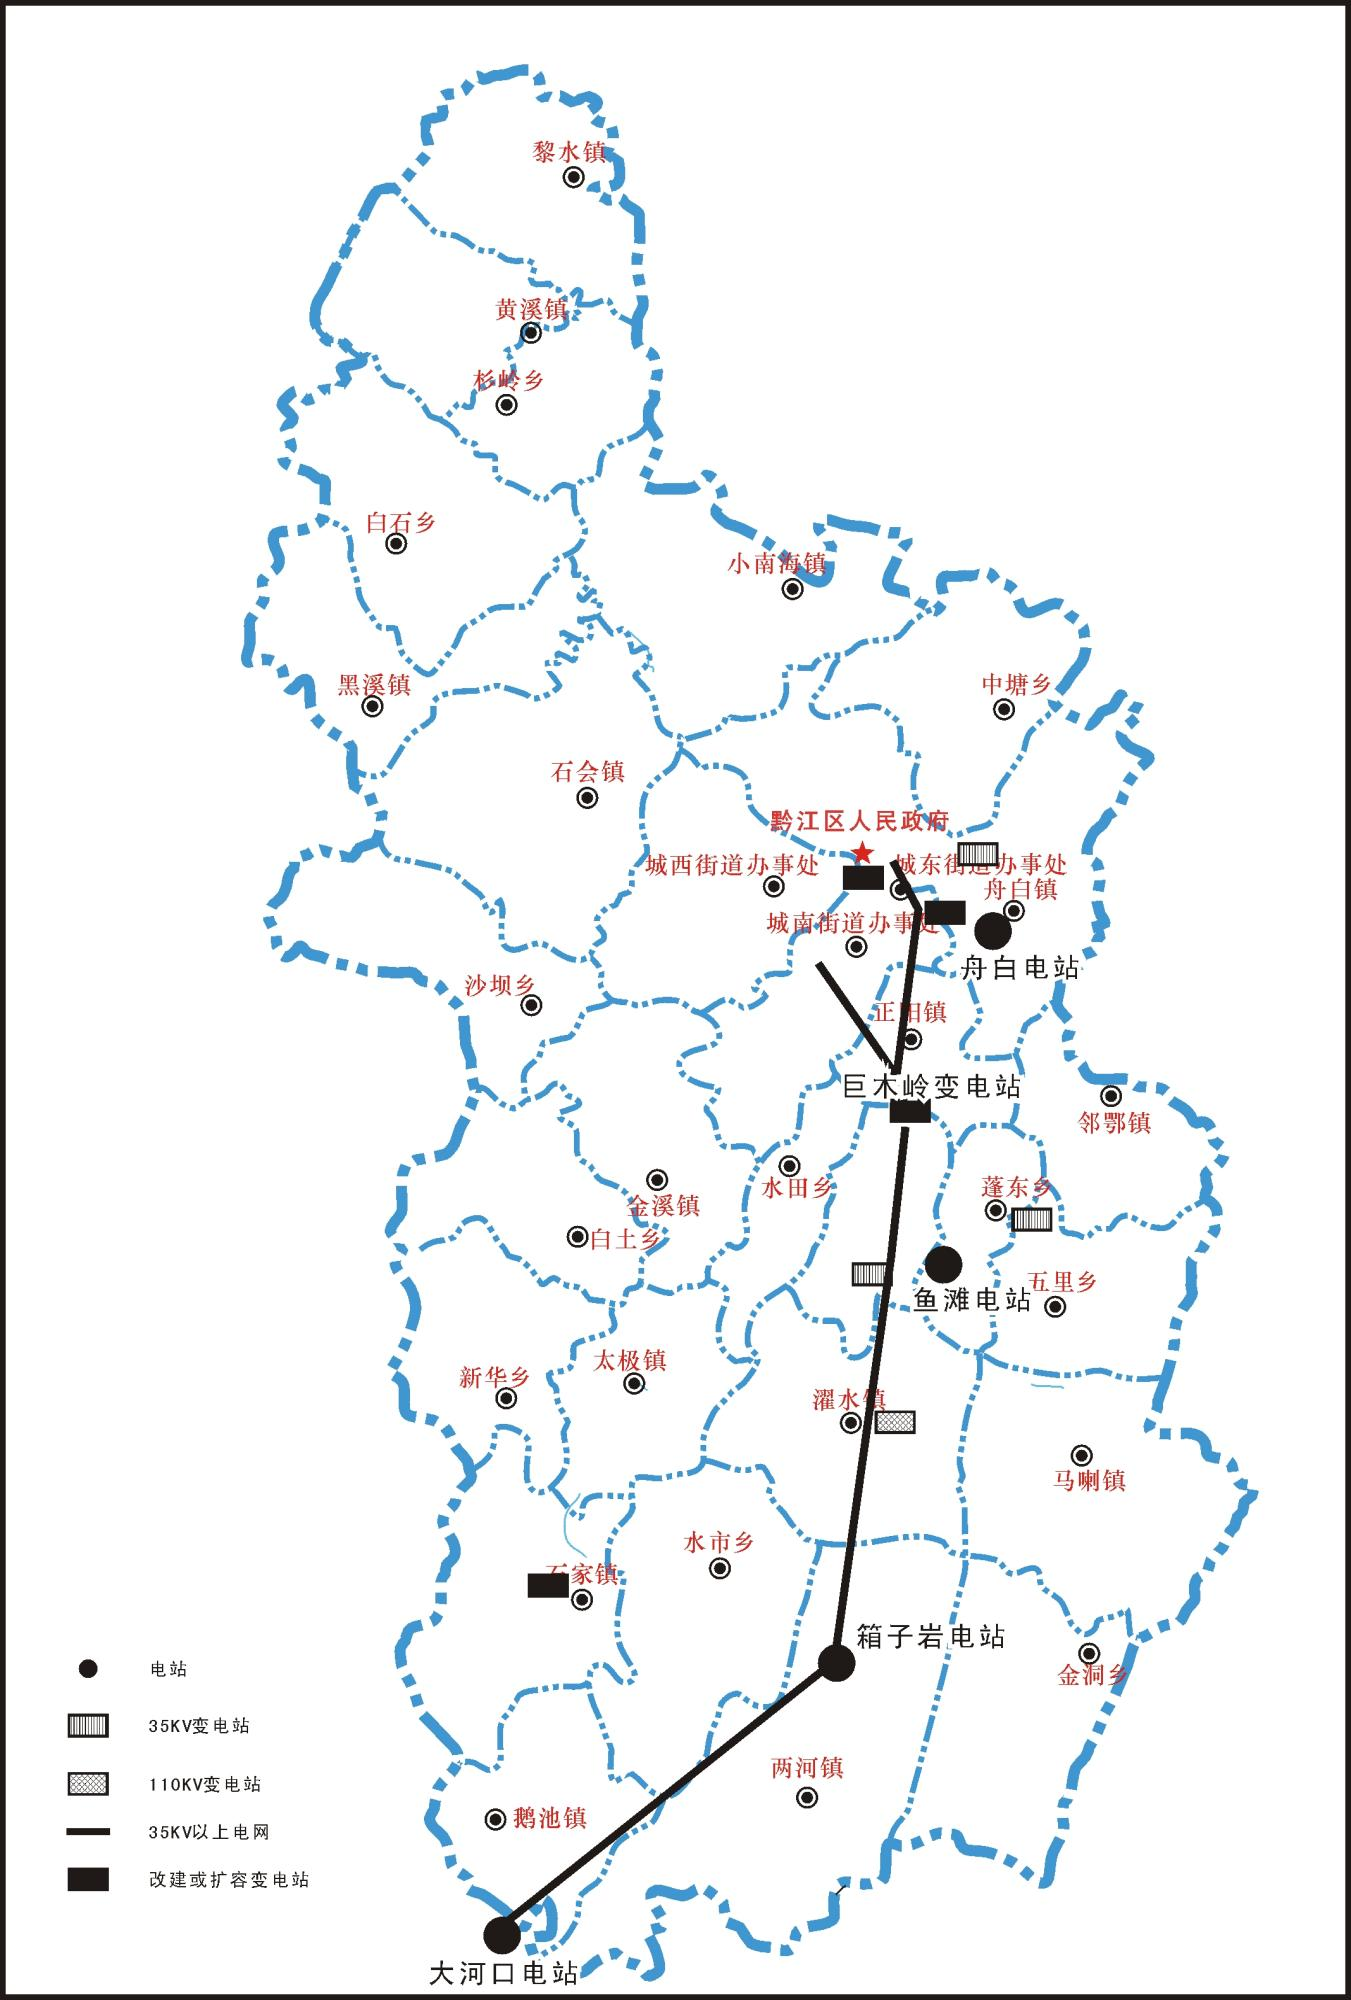 黎水镇
黄溪镇
杉岭乡
白石乡
小南海镇
黑溪镇
中塘乡
石会镇
黔江区人民政府
城西街道办事处
城东街道办事处
舟白镇
城南街道办事处
舟白电站
沙坝乡
正阳镇
巨木岭变电站
邻鄂镇
水田乡
蓬东乡
金溪镇
白土乡
五里乡
鱼滩电站
太极镇
新华乡
濯水镇
马喇镇
水市乡
石家镇
箱子岩电站
金洞乡
两河镇
鹅池镇
大河口电站
电站
35KV变电站
110KV变电站
35KV以上电网
改建或扩容变电站